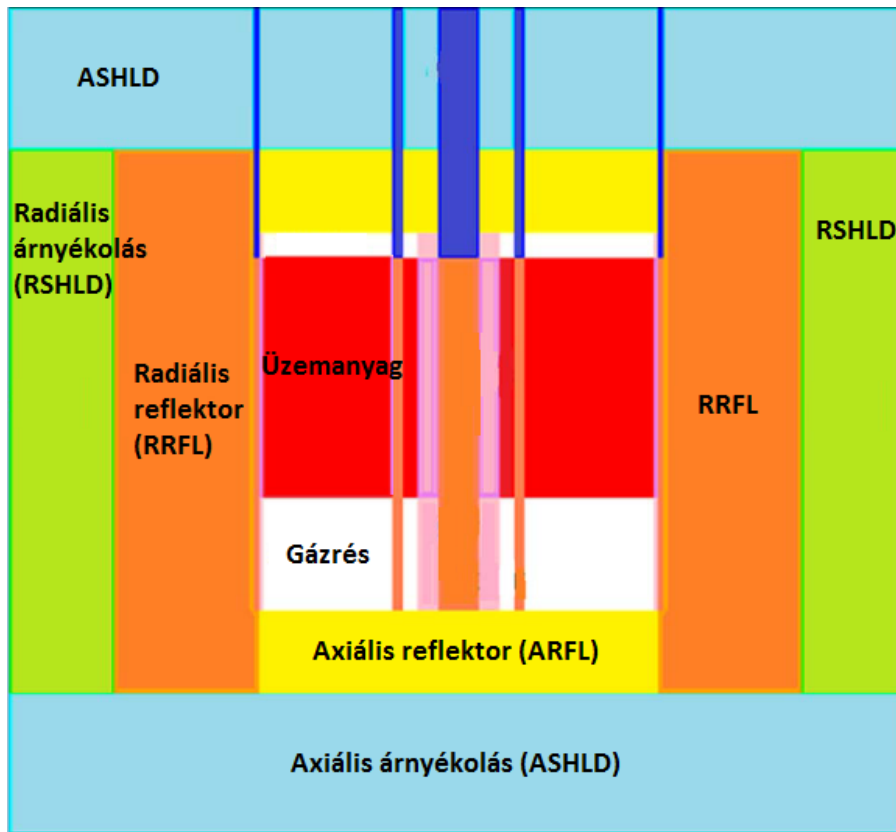 ASHLD
Radiális
árnyékolás
(RSHLD)
RSHLD
Üzemanyag
Radiális
reflektor
(RRFL)
RRFL
Gázrés
Axiális reflektor (ARFL)
Axiális árnyékolás (ASHLD)